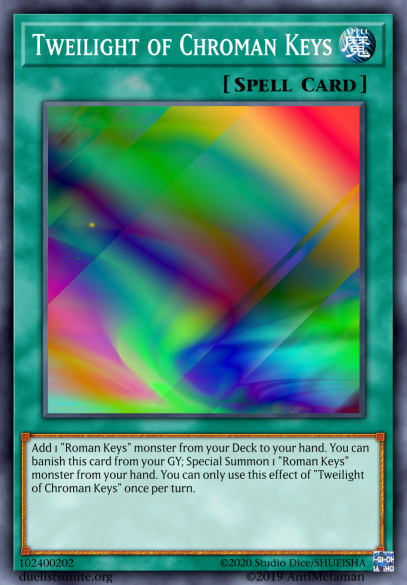 Tweilight of Chroman Keys
SPELL
魔
[Spell Card]
Add 1 "Roman Keys" monster from your Deck to your hand. You can
banish this card from your GY; Special Summon 1 "Roman Keys"
monster from your hand. You can only use this effect of "Tweilight
of Chroman Keys" once per turn.
102400202
©2020 Studio Dice/SHUEISHA
duelistsunite.org
©2019 AntiMetaman